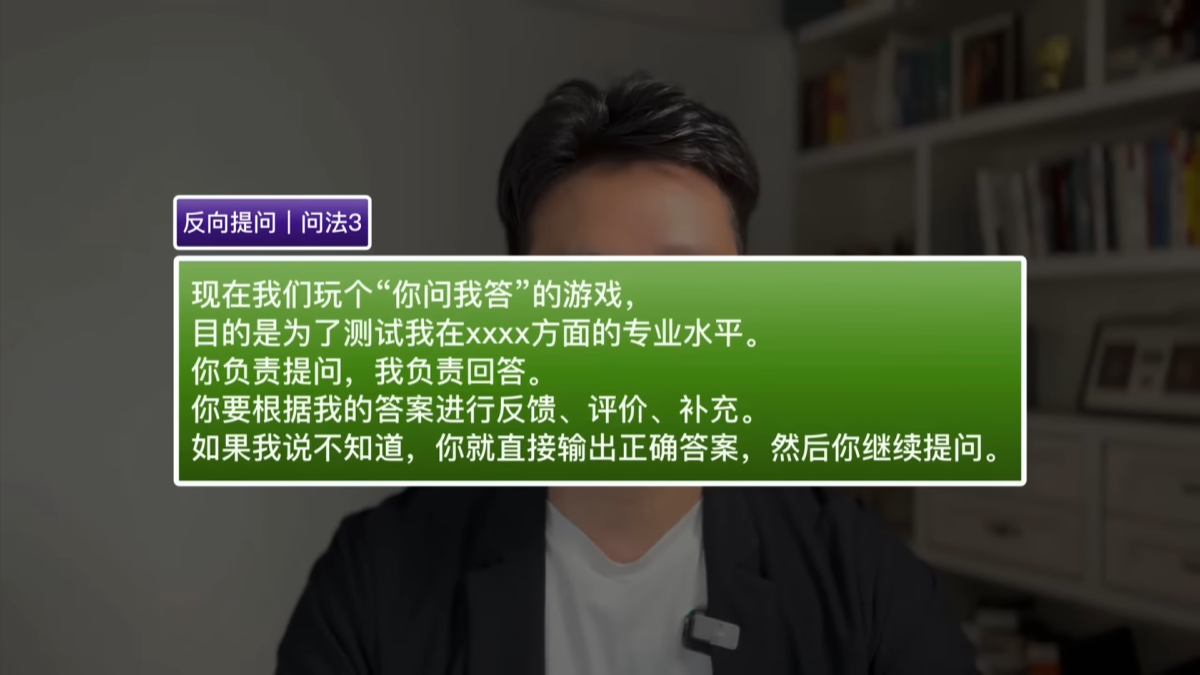 反向提问｜问法3
现在我们玩个“你问我答”的游戏，
目的是为了测试我在xxxx方面的专业水平。
你负责提问，我负责回答。
你要根据我的答案进行反馈、评价、补充。
如果我说不知道，你就直接输出正确答案，然后你继续提问。